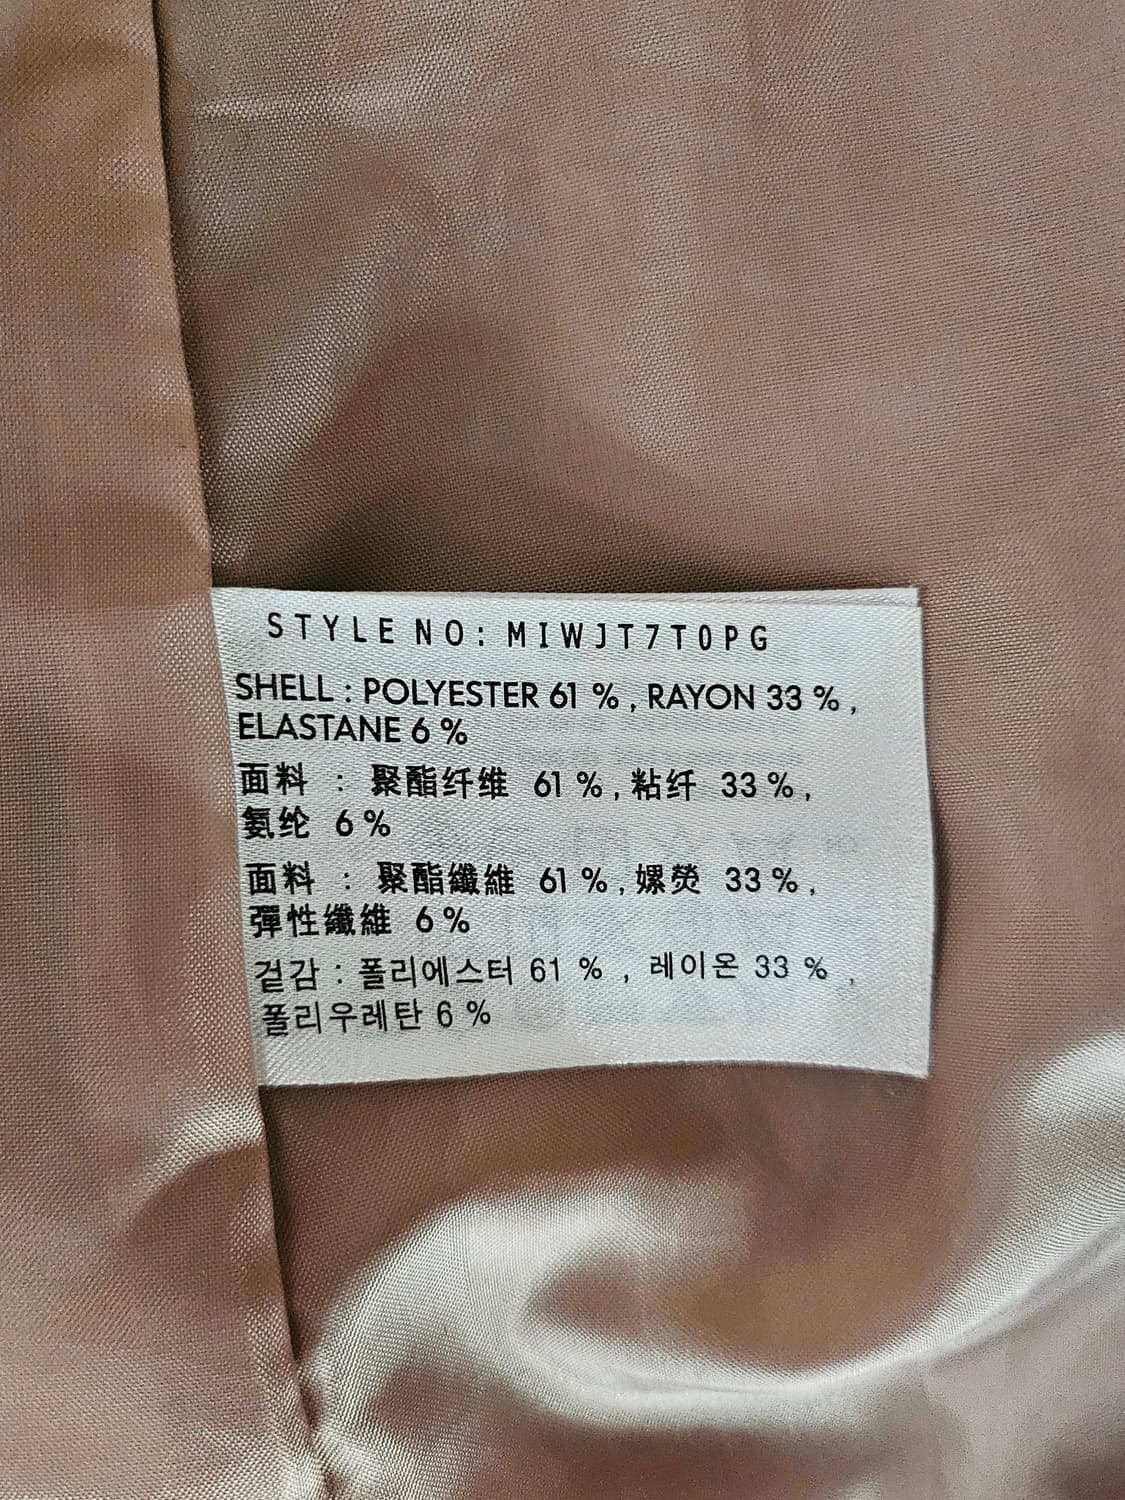 STYLE NO: MIWJT7T0PG
SHELL : POLYESTER 61 % , RAYON 33 % ,
ELASTANE 6 %
面料 : 聚酯纤维 61 % , 粘纤 33 % ,
氨纶 6 %
面料 : 聚酯纖維 61 % , 嫘熒 33 % ,
彈性纖維 6 %
겉감 : 폴리에스터 61 % , 레이온 33 % ,
폴리우레탄 6 %